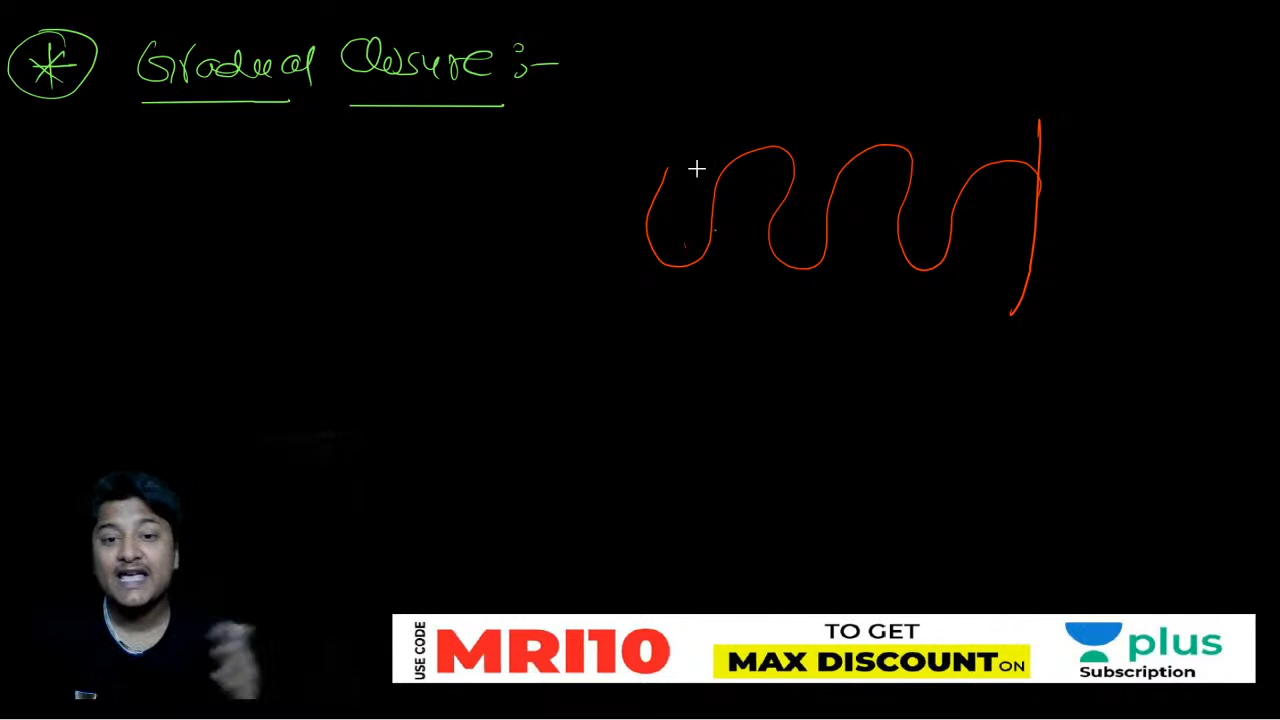 * Gradual Closure :-
USE CODE
MRI10
TO GET
MAX DISCOUNT ON
plus
Subscription